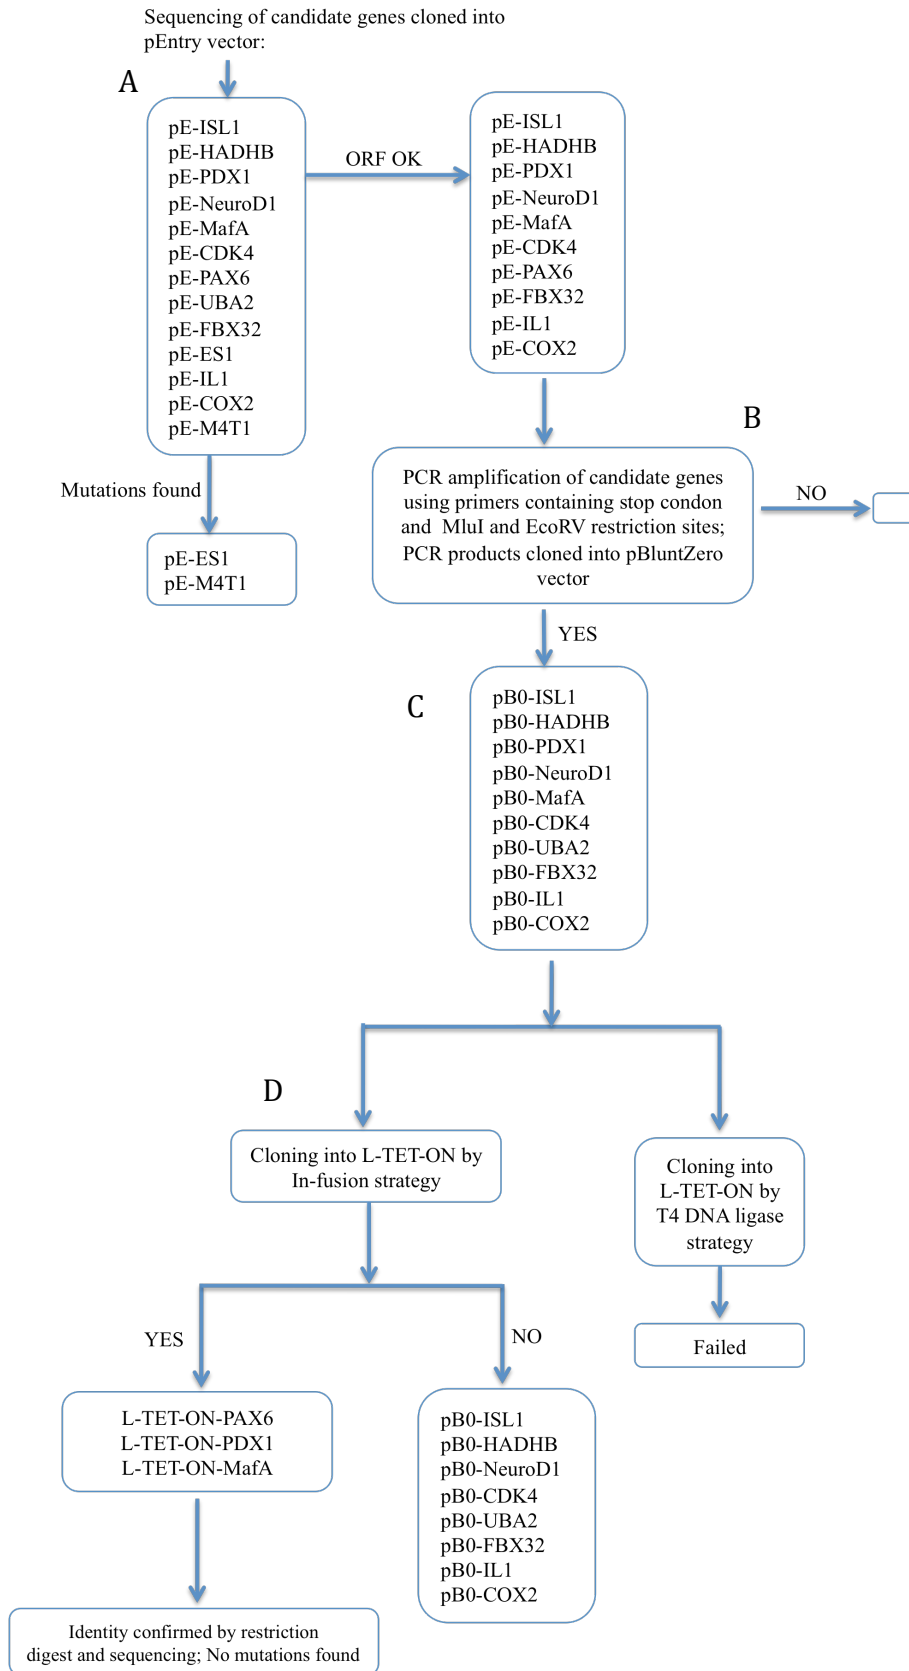 Sequencing of candidate genes cloned into
pEntry vector:
A
pE-ISL1
pE-HADHB
pE-PDX1
pE-NeuroD1
pE-MafA
pE-CDK4
pE-PAX6
pE-UBA2
pE-FBX32
pE-ES1
pE-IL1
pE-COX2
pE-M4T1
ORF OK
pE-ISL1
pE-HADHB
pE-PDX1
pE-NeuroD1
pE-MafA
pE-CDK4
pE-PAX6
pE-FBX32
pE-IL1
pE-COX2
Mutations found
pE-ES1
pE-M4T1
B
PCR amplification of candidate genes
using primers containing stop condon
and MluI and EcoRV restriction sites;
PCR products cloned into pBluntZero
vector
NO
YES
C
pB0-ISL1
pB0-HADHB
pB0-PDX1
pB0-NeuroD1
pB0-MafA
pB0-CDK4
pB0-UBA2
pB0-FBX32
pB0-IL1
pB0-COX2
D
Cloning into L-TET-ON by
In-fusion strategy
Cloning into
L-TET-ON by
T4 DNA ligase
strategy
Failed
YES
NO
L-TET-ON-PAX6
L-TET-ON-PDX1
L-TET-ON-MafA
pB0-ISL1
pB0-HADHB
pB0-NeuroD1
pB0-CDK4
pB0-UBA2
pB0-FBX32
pB0-IL1
pB0-COX2
Identity confirmed by restriction
digest and sequencing; No mutations found